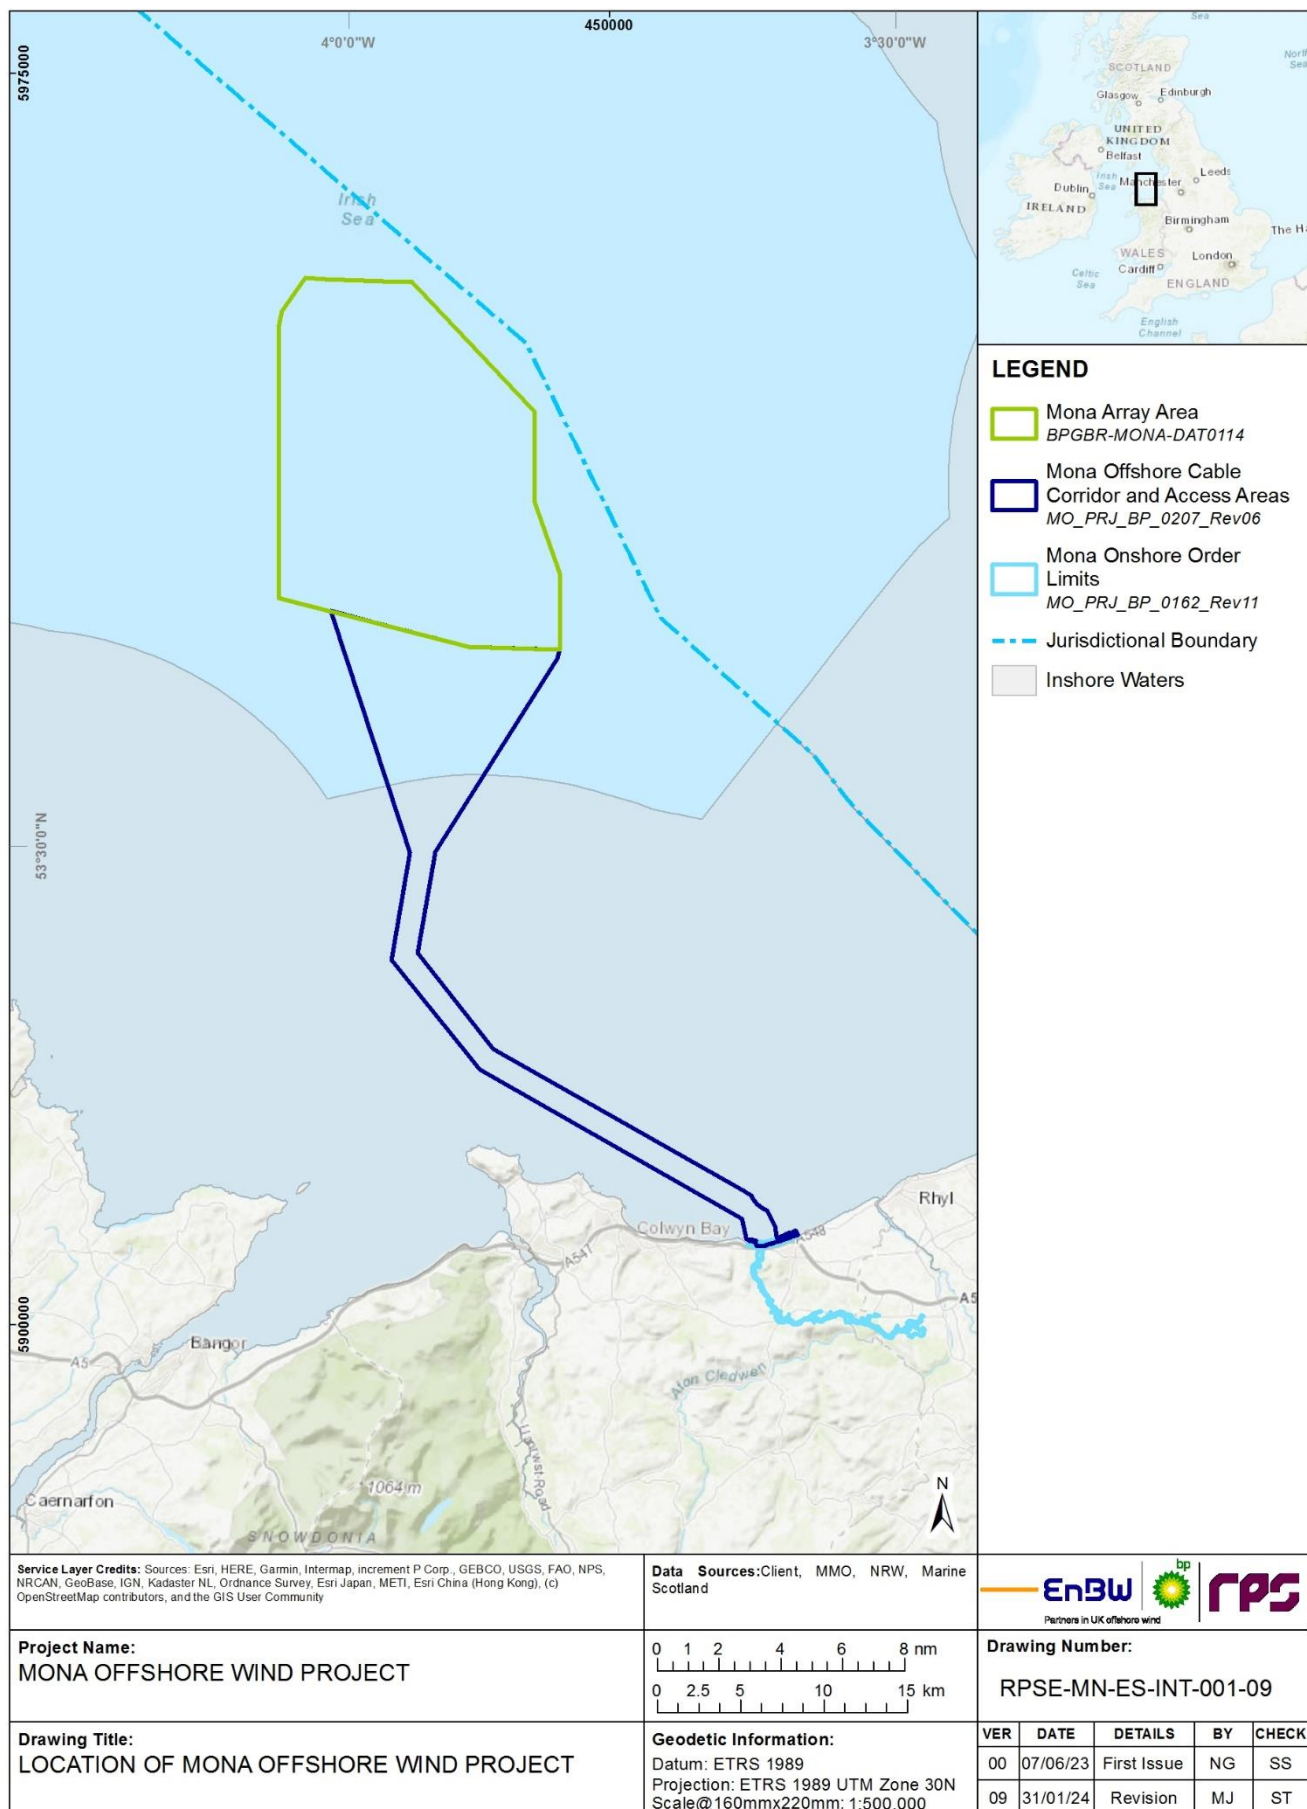 450000
4°0'0"W
3°30'0"W
5975000
Irish
Sea
53°30'0"N
Rhyl
Colwyn Bay
A548
A541
A5
5900000
Bangor
A5
Afon Cledwen
Llanrwst Road
1064 m
Caernarfon
SNOWDONIA
N
Sea
North
Sea
SCOTLAND
Glasgow
Edinburgh
UNITED
KINGDOM
Belfast
Irish
Sea
Manchester
Leeds
Dublin
IRELAND
Birmingham
The Ha
WALES
London
Cardiff
Celtic
Sea
ENGLAND
English
Channel
LEGEND
Mona Array Area
BPGBR-MONA-DAT0114
Mona Offshore Cable
Corridor and Access Areas
MO_PRJ_BP_0207_Rev06
Mona Onshore Order
Limits
MO_PRJ_BP_0162_Rev11
Jurisdictional Boundary
Inshore Waters
Service Layer Credits: Sources: Esri, HERE, Garmin, Intermap, increment P Corp., GEBCO, USGS, FAO, NPS,
NRCAN, GeoBase, IGN, Kadaster NL, Ordnance Survey, Esri Japan, METI, Esri China (Hong Kong), (c)
OpenStreetMap contributors, and the GIS User Community
Data Sources:Client, MMO, NRW, Marine
Scotland
EnBW
bp
rps
Partners in UK offshore wind
Project Name:
MONA OFFSHORE WIND PROJECT
0 1 2 4 6 8 nm
0 2.5 5 10 15 km
Drawing Number:
RPSE-MN-ES-INT-001-09
Drawing Title:
LOCATION OF MONA OFFSHORE WIND PROJECT
Geodetic Information:
Datum: ETRS 1989
Projection: ETRS 1989 UTM Zone 30N
Scale@160mmx220mm: 1:500,000
VER DATE DETAILS BY CHECK
00 07/06/23 First Issue NG SS
09 31/01/24 Revision MJ ST